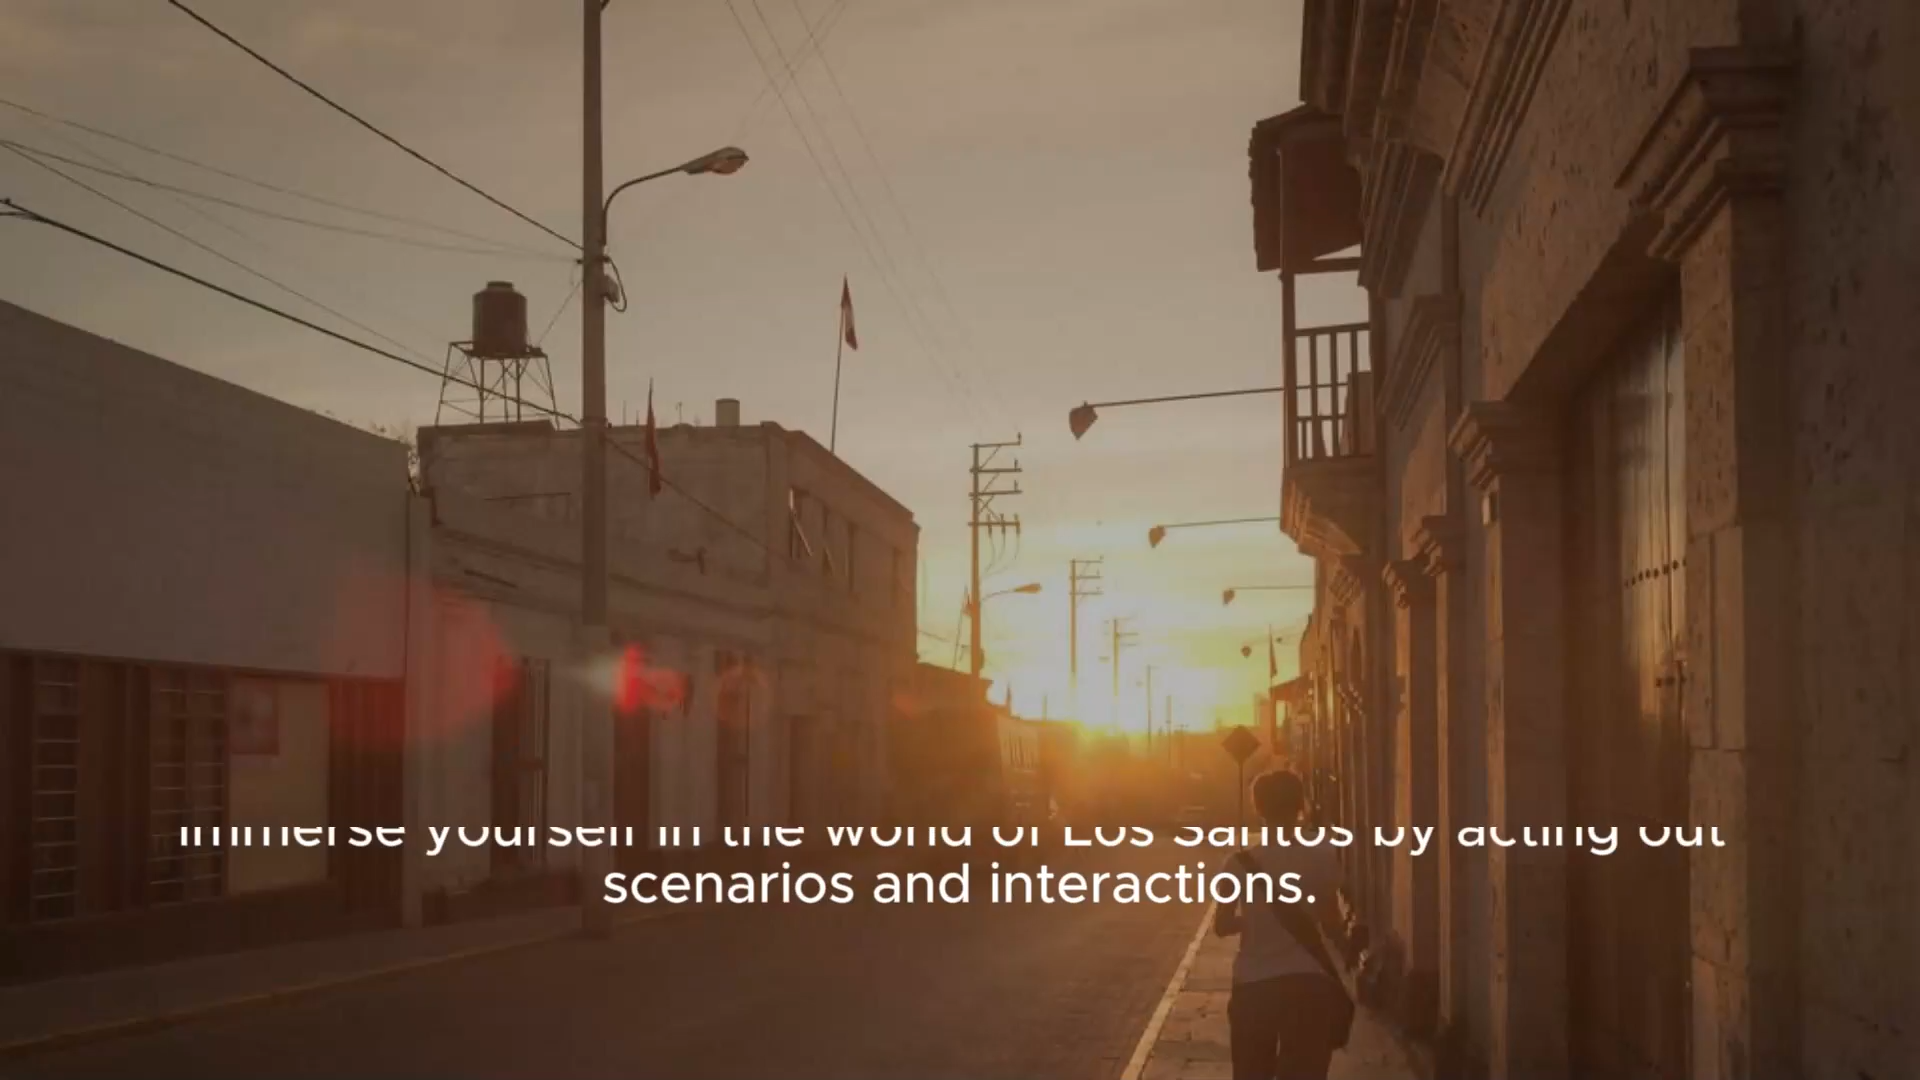 immerse yourself in the world of Los Santos by acting out
scenarios and interactions.